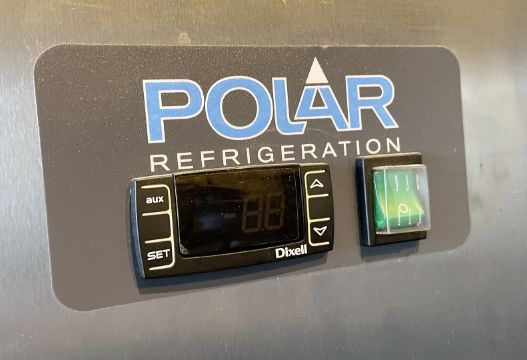 POLAR
REFRIGERATION
aux
SET
Dixell